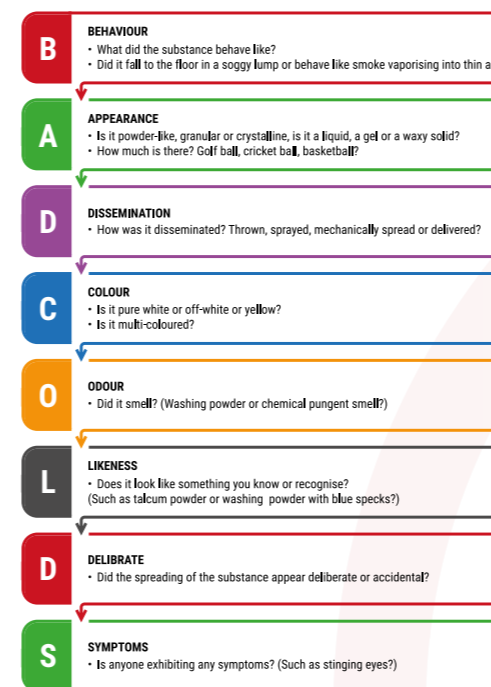 B
BEHAVIOUR
• What did the substance behave like?
• Did it fall to the floor in a soggy lump or behave like smoke vaporising into thin a
A
APPEARANCE
• Is it powder-like, granular or crystalline, is it a liquid, a gel or a waxy solid?
• How much is there? Golf ball, cricket ball, basketball?
D
DISSEMINATION
• How was it disseminated? Thrown, sprayed, mechanically spread or delivered?
C
COLOUR
• Is it pure white or off-white or yellow?
• Is it multi-coloured?
O
ODOUR
• Did it smell? (Washing powder or chemical pungent smell?)
L
LIKENESS
• Does it look like something you know or recognise?
(Such as talcum powder or washing powder with blue specks?)
D
DELIBRATE
• Did the spreading of the substance appear deliberate or accidental?
S
SYMPTOMS
• Is anyone exhibiting any symptoms? (Such as stinging eyes?)